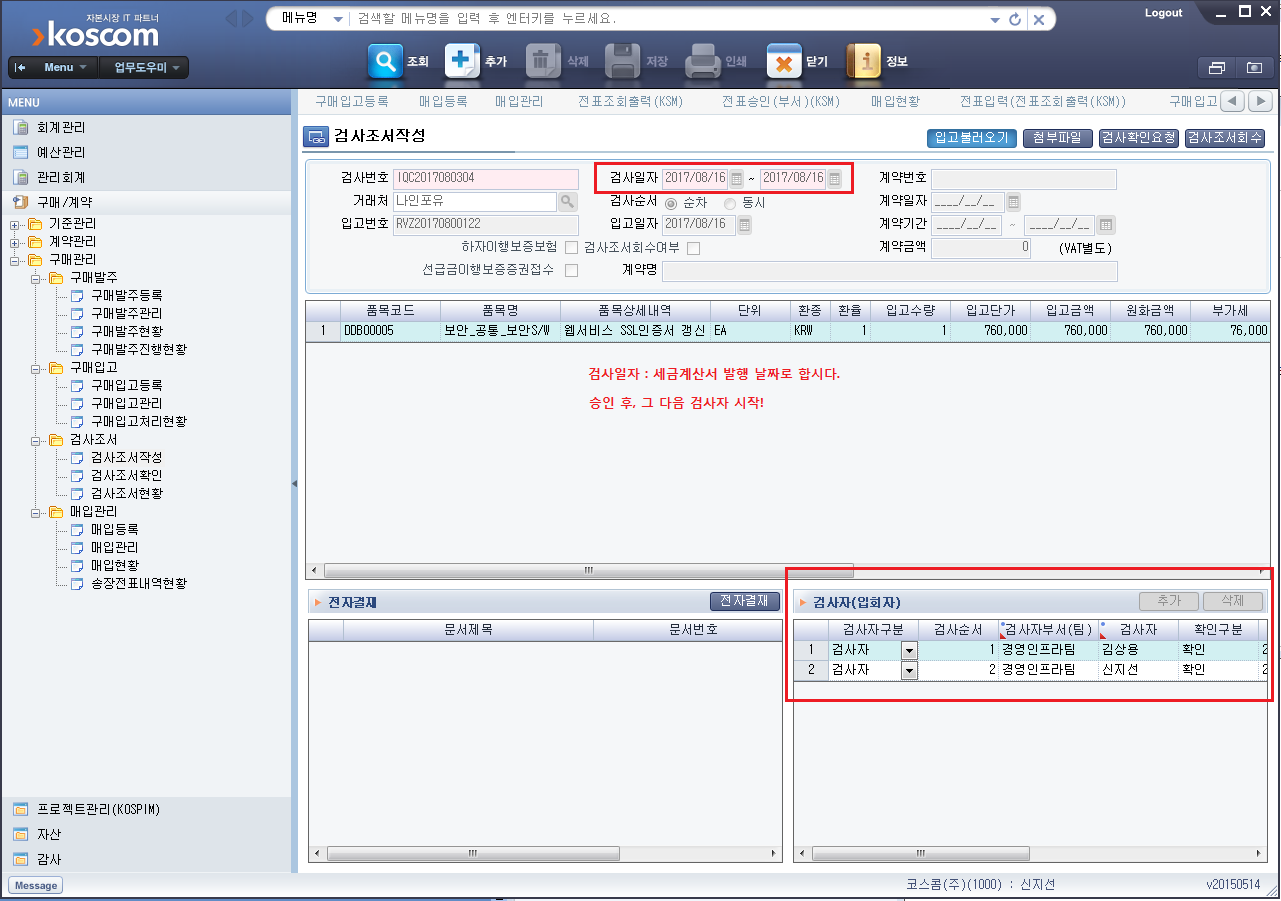 자본시장 IT 파트너
koscom
메뉴명
검색할 메뉴명을 입력 후 엔터키를 누르세요.
Logout
Menu
업무도우미
조회
추가
삭제
저장
인쇄
닫기
정보
MENU
구매입고등록
매입등록
매입관리
전표조회출력(KSM)
전표승인(부서)(KSM)
매입현황
전표입력(전표조회출력(KSM))
구매입고
회계관리
예산관리
관리회계
구매/계약
기준관리
계약관리
구매관리
구매발주
구매발주등록
구매발주관리
구매발주현황
구매발주진행현황
구매입고
구매입고등록
구매입고관리
구매입고처리현황
검사조서
검사조서작성
검사조서확인
검사조서현황
매입관리
매입등록
매입관리
매입현황
송장전표내역현황
프로젝트관리(KOSPIM)
자산
감사
검사조서작성
입고불러오기
첨부파일
검사확인요청
검사조서회수
검사번호 IQC2017080304 검사일자 2017/08/16 ~ 2017/08/16 계약번호
거래처 나인포유 검사순서 순차 동시 계약일자 ____/__/__
입고번호 RVZ20170800122 입고일자 2017/08/16 계약기간 ____/__/__ ~ ____/__/__
하자이행보증보험 검사조서회수여부 계약금액 0 (VAT별도)
선급금이행보증증권접수 계약명
품목코드 품목명 품목상세내역 단위 환종 환율 입고수량 입고단가 입고금액 원화금액 부가세
1 DDB00005 보안_공통_보안S/W 웹서비스 SSL인증서 갱신 EA KRW 1 1 760,000 760,000 760,000 76,000
검사일자 : 세금계산서 발행 날짜로 합시다.
승인 후, 그 다음 검사자 시작!
전자결재
전자결재
문서제목 문서번호
검사자(입회자)
추가
삭제
검사자구분 검사순서 검사자부서(팀) 검사자 확인구분
1 검사자 1 경영인프라팀 김상용 확인 2
2 검사자 2 경영인프라팀 신지선 확인 2
Message
코스콤(주)(1000) : 신지선
v20150514